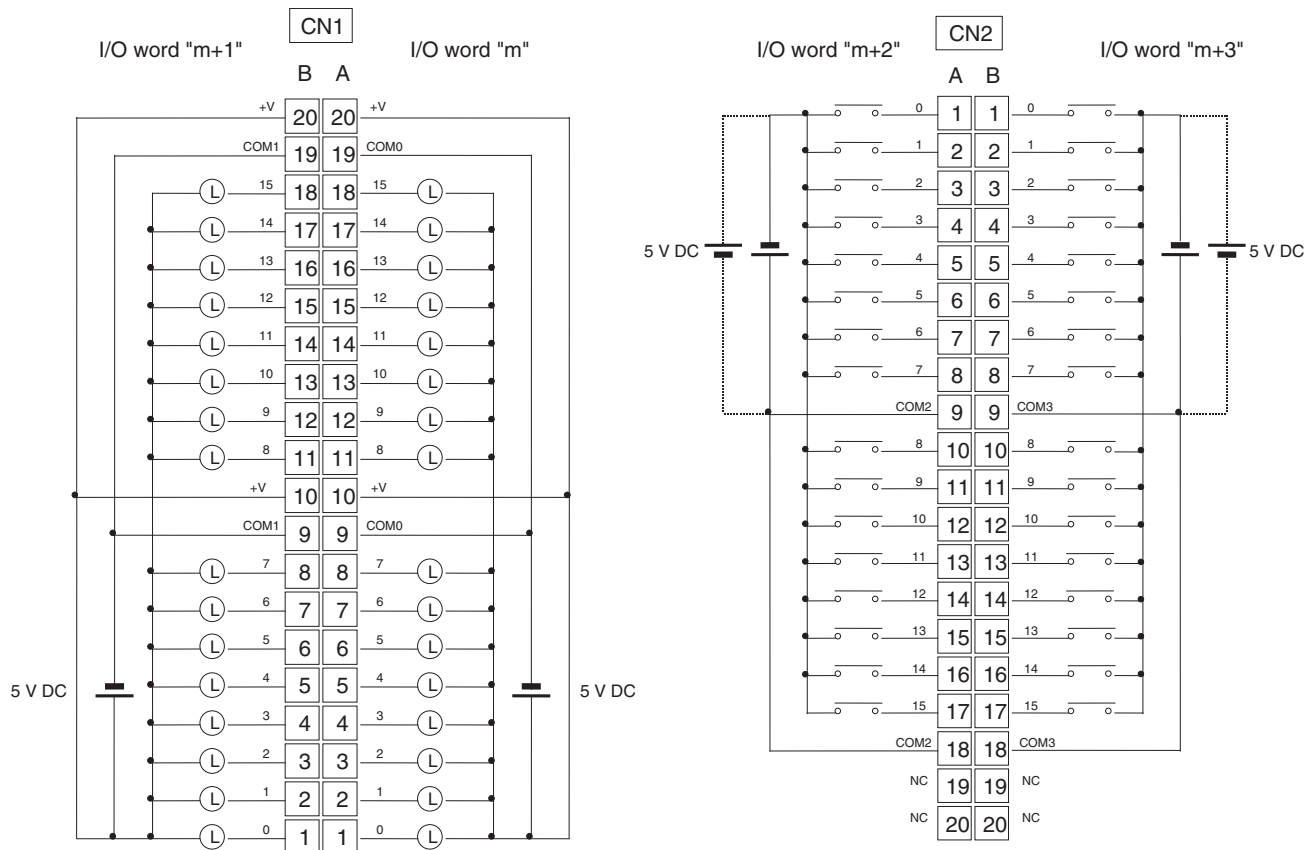 CN1
I/O word "m+1" I/O word "m"
B A
+V 20 20 +V
COM1 19 19 COM0
L 15 18 18 15 L
L 14 17 17 14 L
L 13 16 16 13 L
L 12 15 15 12 L
L 11 14 14 11 L
L 10 13 13 10 L
L 9 12 12 9 L
L 8 11 11 8 L
+V 10 10 +V
COM1 9 9 COM0
L 7 8 8 7 L
L 6 7 7 6 L
L 5 6 6 5 L
5 V DC L 4 5 5 4 L 5 V DC
L 3 4 4 3 L
L 2 3 3 2 L
L 1 2 2 1 L
L 0 1 1 0 L
CN2
I/O word "m+2" I/O word "m+3"
A B
0 1 1 0
1 2 2 1
2 3 3 2
3 4 4 3
5 V DC 4 5 5 4 5 V DC
5 6 6 5
6 7 7 6
7 8 8 7
COM2 9 9 COM3
8 10 10 8
9 11 11 9
10 12 12 10
11 13 13 11
12 14 14 12
13 15 15 13
14 16 16 14
15 17 17 15
COM2 18 18 COM3
NC 19 19 NC
NC 20 20 NC